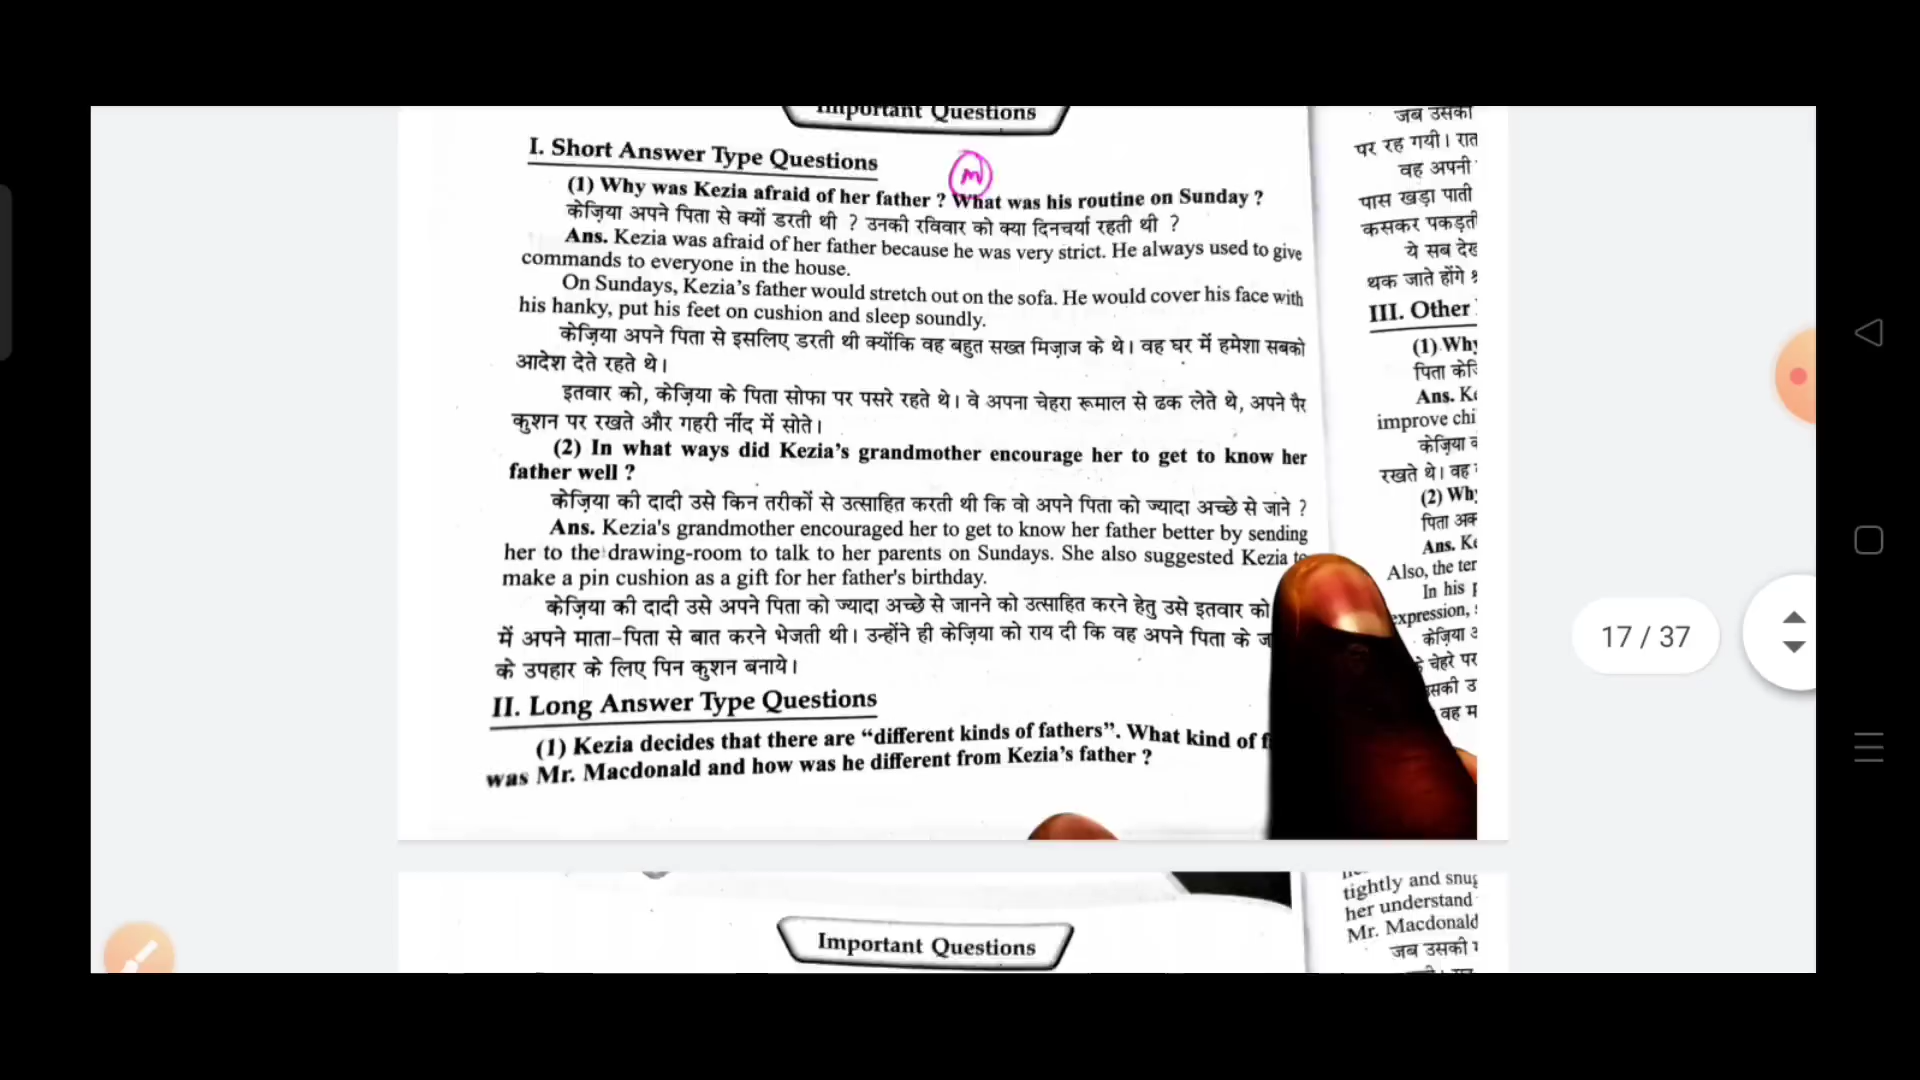 Important Questions
I. Short Answer Type Questions
M
(1) Why was Kezia afraid of her father ? What was his routine on Sunday ?
केज़िया अपने पिता से क्यों डरती थी ? उनकी रविवार को क्या दिनचर्या रहती थी ?
Ans. Kezia was afraid of her father because he was very strict. He always used to give
commands to everyone in the house.
On Sundays, Kezia’s father would stretch out on the sofa. He would cover his face with
his hanky, put his feet on cushion and sleep soundly.
केज़िया अपने पिता से इसलिए डरती थी क्योंकि वह बहुत सख्त मिज़ाज के थे। वह घर में हमेशा सबको
आदेश देते रहते थे।
इतवार को, केज़िया के पिता सोफा पर पसरे रहते थे। वे अपना चेहरा रूमाल से ढक लेते थे, अपने पैर
कुशन पर रखते और गहरी नींद में सोते।
(2) In what ways did Kezia’s grandmother encourage her to get to know her
father well ?
केज़िया की दादी उसे किन तरीकों से उत्साहित करती थी कि वो अपने पिता को ज्यादा अच्छे से जाने ?
Ans. Kezia's grandmother encouraged her to get to know her father better by sending
her to the drawing-room to talk to her parents on Sundays. She also suggested Kezia to
make a pin cushion as a gift for her father's birthday.
केज़िया की दादी उसे अपने पिता को ज्यादा अच्छे से जानने को उत्साहित करने हेतु उसे इतवार को
में अपने माता-पिता से बात करने भेजती थी। उन्होंने ही केज़िया को राय दी कि वह अपने पिता के
के उपहार के लिए पिन कुशन बनाये।
II. Long Answer Type Questions
(1) Kezia decides that there are “different kinds of fathers”. What kind of
was Mr. Macdonald and how was he different from Kezia’s father ?
जब उसकी
पर रह गयी। रात
वह अपनी
पास खड़ा पाती
कसकर पकड़ती
ये सब देख
थक जाते होंगे
III. Other
(1) Why
पिता
Ans.
improve
केज़िया
रखते थे। वह
(2) Why
पिता
Ans.
Also, the
In his
expression,
केज़िया
चेहरे पर
वह
17 / 37
Important Questions
tightly and
her understand
Mr. Macdonald
जब उसकी